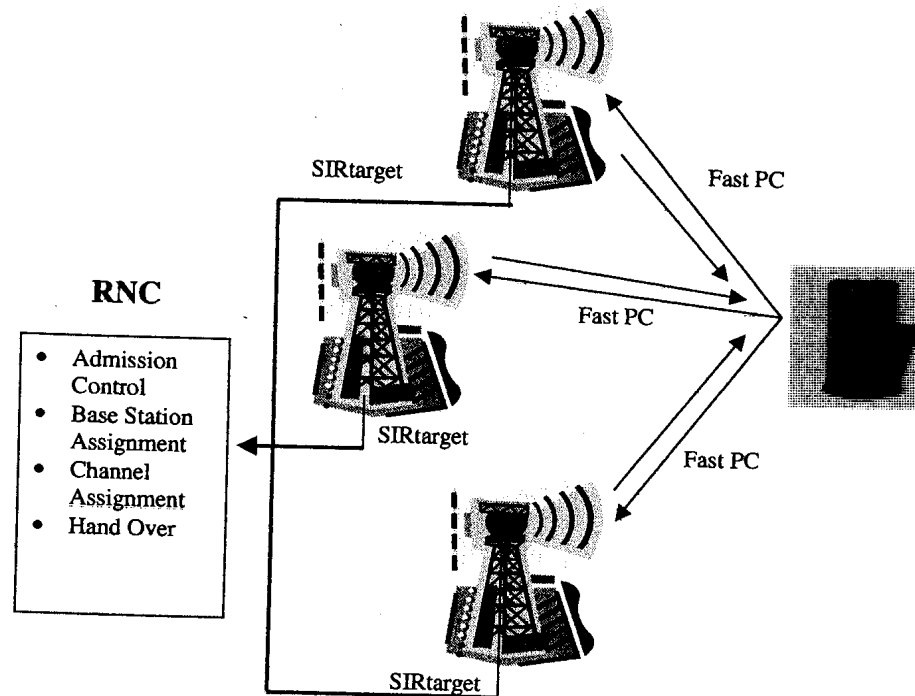 SIRtarget
Fast PC
RNC
Fast PC
• Admission
Control
• Base Station
Assignment
• Channel
Assignment
• Hand Over
SIRtarget
Fast PC
SIRtarget